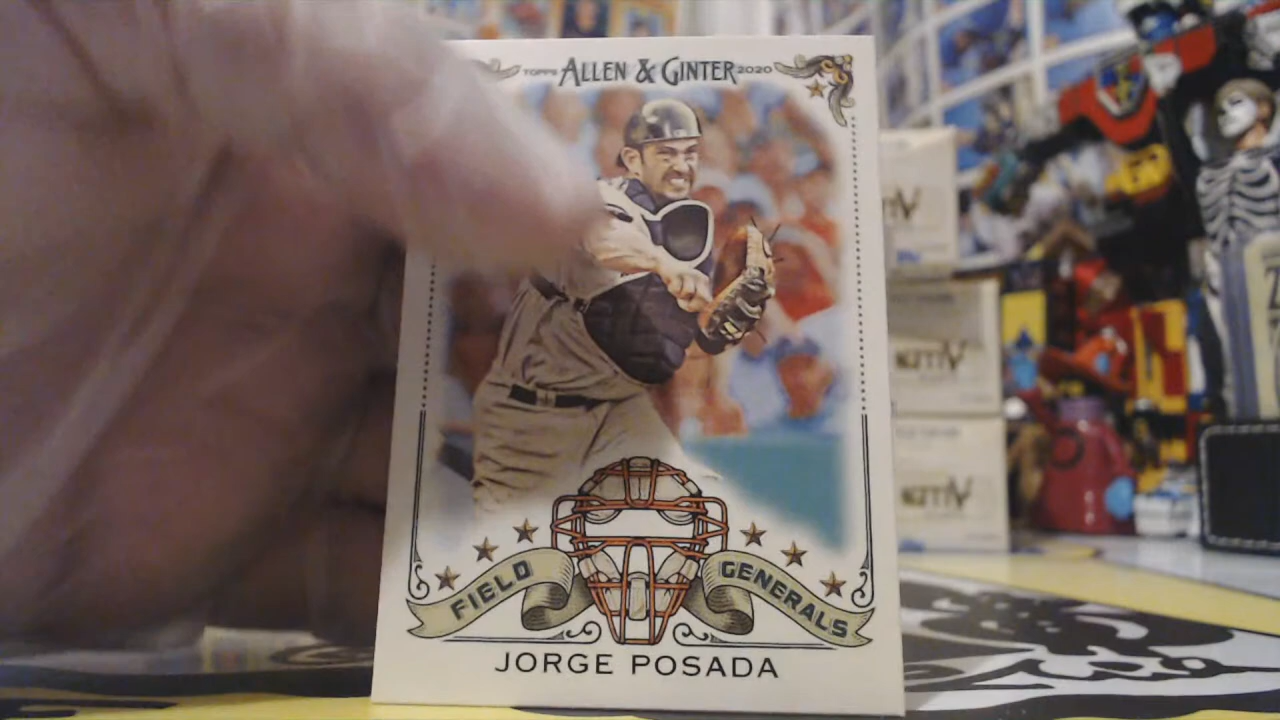 TOPPS ALLEN & GINTER 2020
FIELD GENERALS
JORGE POSADA